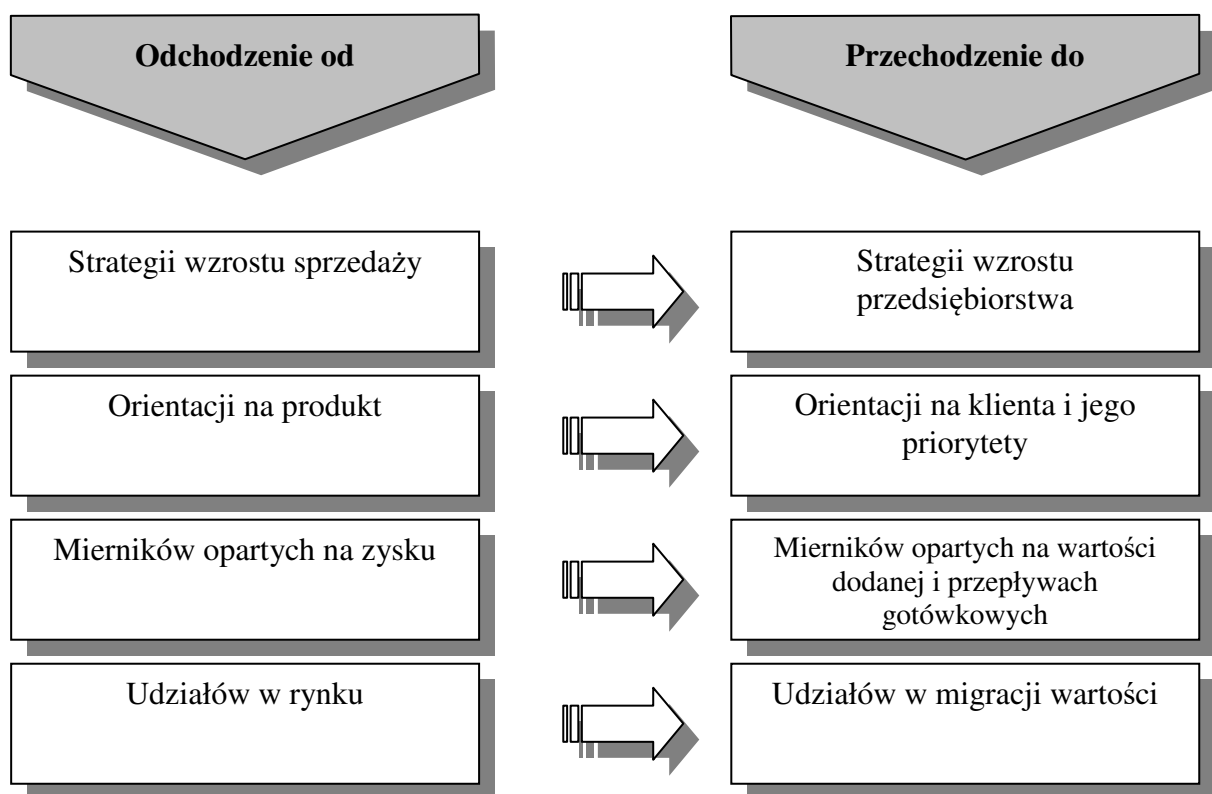 Odchodzenie od
Przechodzenie do
Strategii wzrostu sprzedaży
Strategii wzrostu
przedsiębiorstwa
Orientacji na produkt
Orientacji na klienta i jego
priorytety
Mierników opartych na zysku
Mierników opartych na wartości
dodanej i przepływach
gotówkowych
Udziałów w rynku
Udziałów w migracji wartości